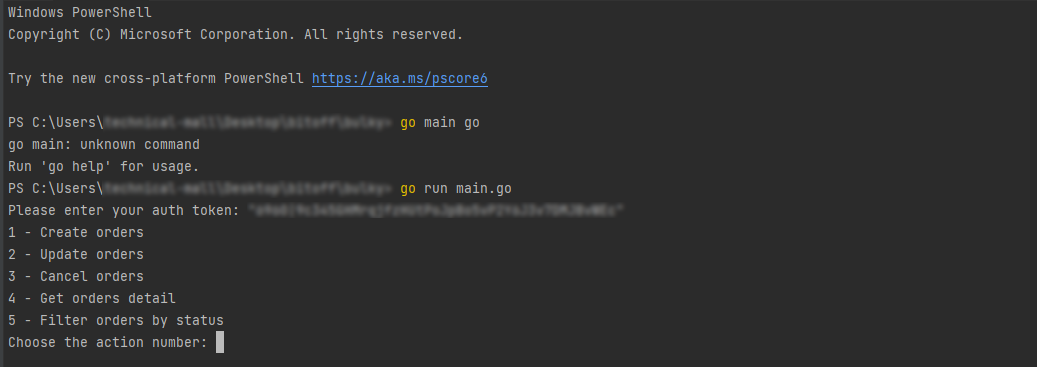 Windows PowerShell
Copyright (C) Microsoft Corporation. All rights reserved.
Try the new cross-platform PowerShell https://aka.ms/pscore6
PS C:\Users\ go main go
go main: unknown command
Run 'go help' for usage.
PS C:\Users\ go run main.go
Please enter your auth token:
1 - Create orders
2 - Update orders
3 - Cancel orders
4 - Get orders detail
5 - Filter orders by status
Choose the action number: